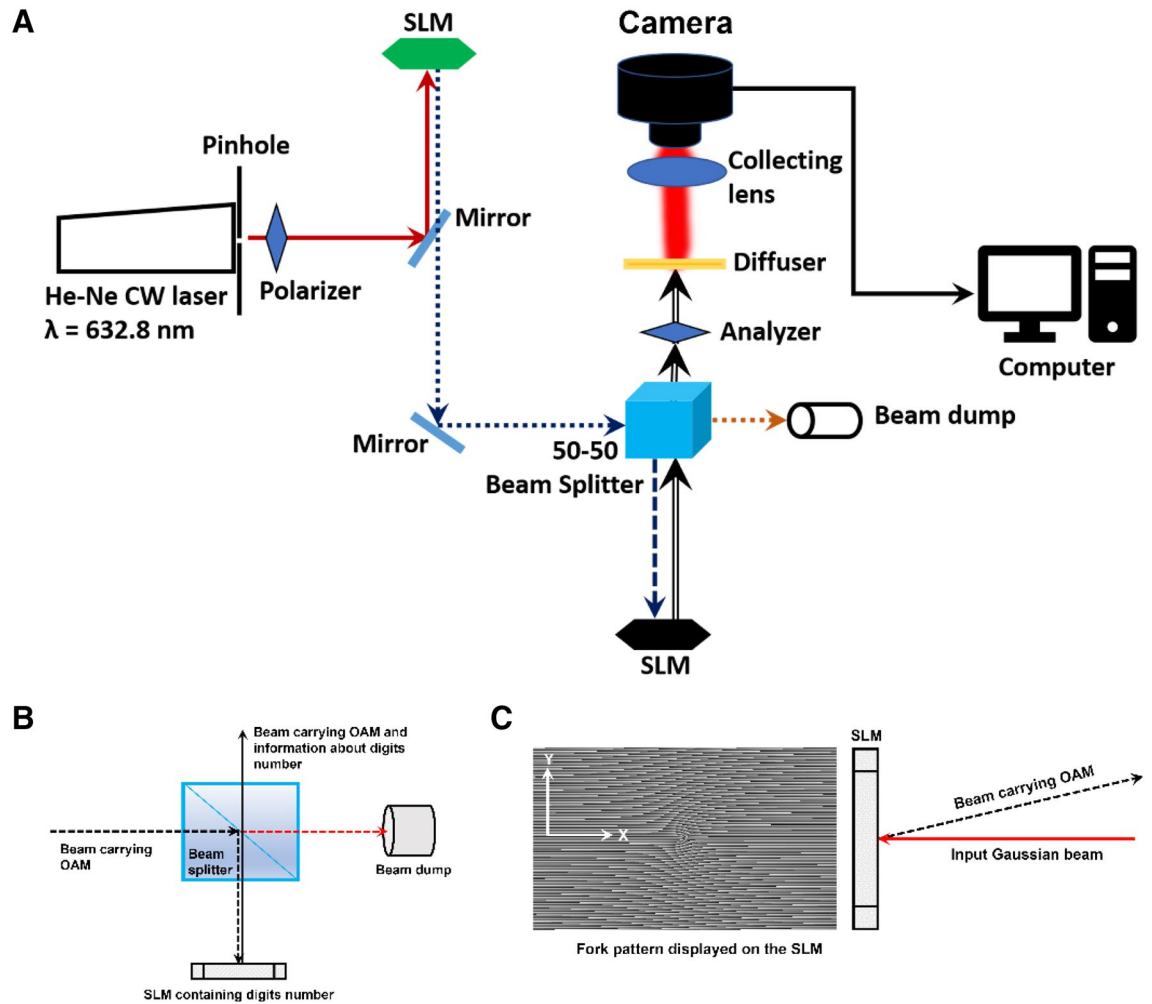 A
SLM
Camera
Pinhole
Collecting
lens
Mirror
Diffuser
Polarizer
He-Ne CW laser
λ = 632.8 nm
Analyzer
Computer
Mirror
50-50
Beam Splitter
Beam dump
SLM
B
Beam carrying OAM and
information about digits
number
Beam carrying
OAM
Beam
splitter
Beam dump
SLM containing digits number
C
SLM
Y
X
Beam carrying OAM
Input Gaussian beam
Fork pattern displayed on the SLM